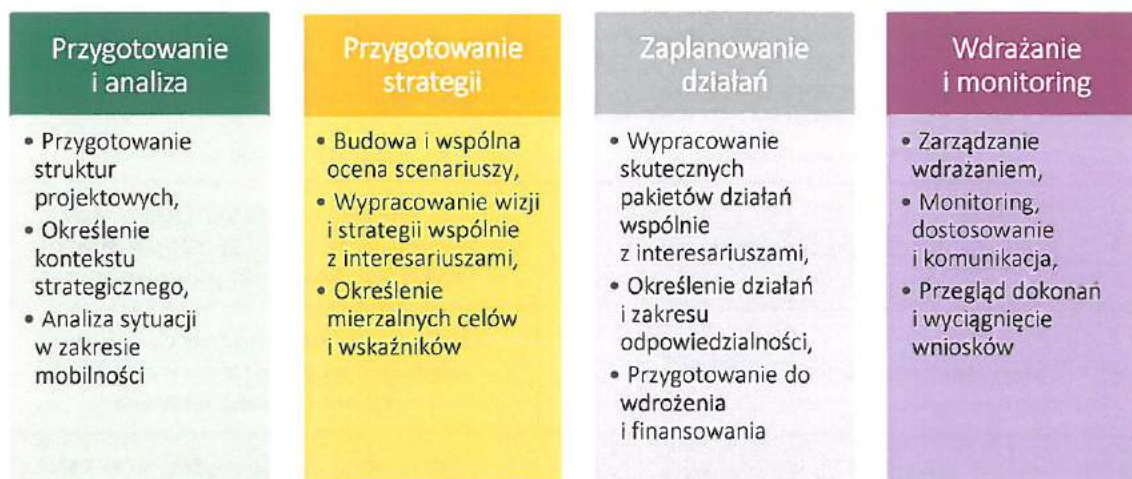 Przygotowanie
i analiza
• Przygotowanie
struktur
projektowych,
• Określenie
kontekstu
strategicznego,
• Analiza sytuacji
w zakresie
mobilności
Przygotowanie
strategii
• Budowa i wspólna
ocena scenariuszy,
• Wypracowanie wizji
i strategii wspólnie
z interesariuszami,
• Określenie
mierzalnych celów
i wskaźników
Zaplanowanie
działań
• Wypracowanie
skutecznych
pakietów działań
wspólnie
z interesariuszami,
• Określenie działań
i zakresu
odpowiedzialności,
• Przygotowanie do
wdrożenia
i finansowania
Wdrażanie
i monitoring
• Zarządzanie
wdrażaniem,
• Monitoring,
dostosowanie
i komunikacja,
• Przegląd dokonań
i wyciągnięcie
wniosków